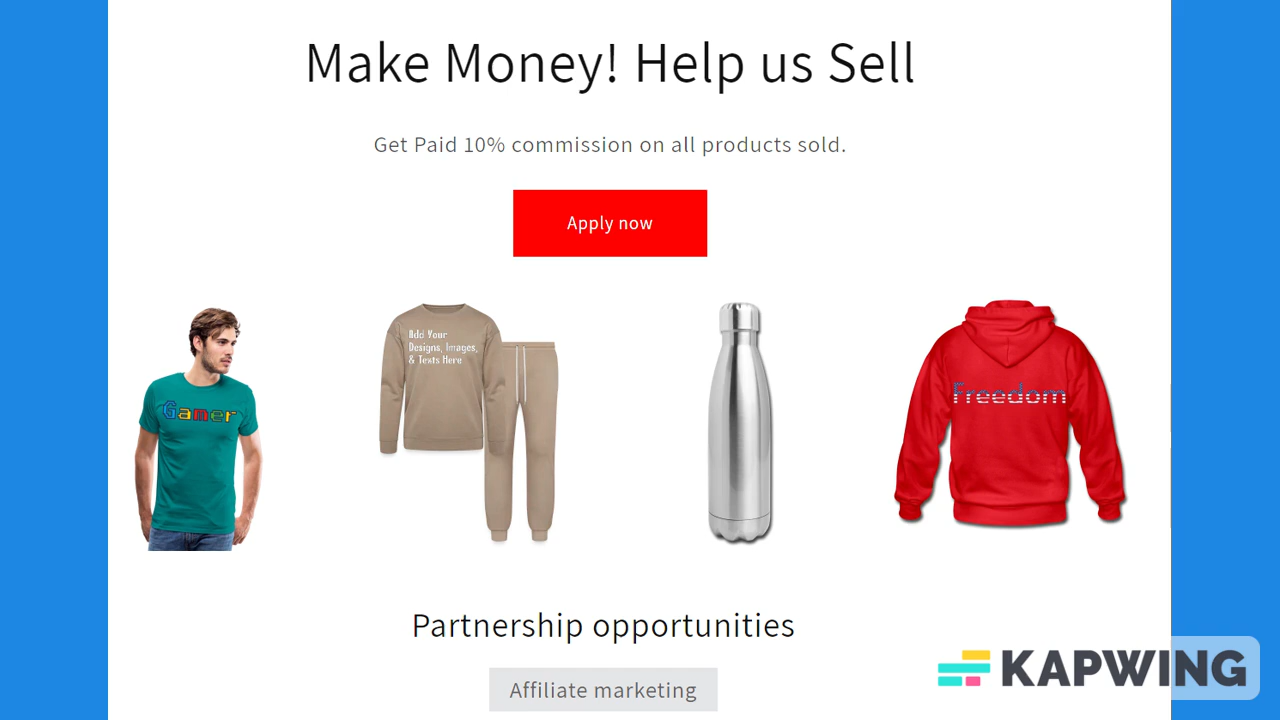 Make Money! Help us Sell
Get Paid 10% commission on all products sold.
Apply now
Gamer
Add Your
Designs, Images,
& Texts Here
Freedom
Partnership opportunities
Affiliate marketing
KAPWING